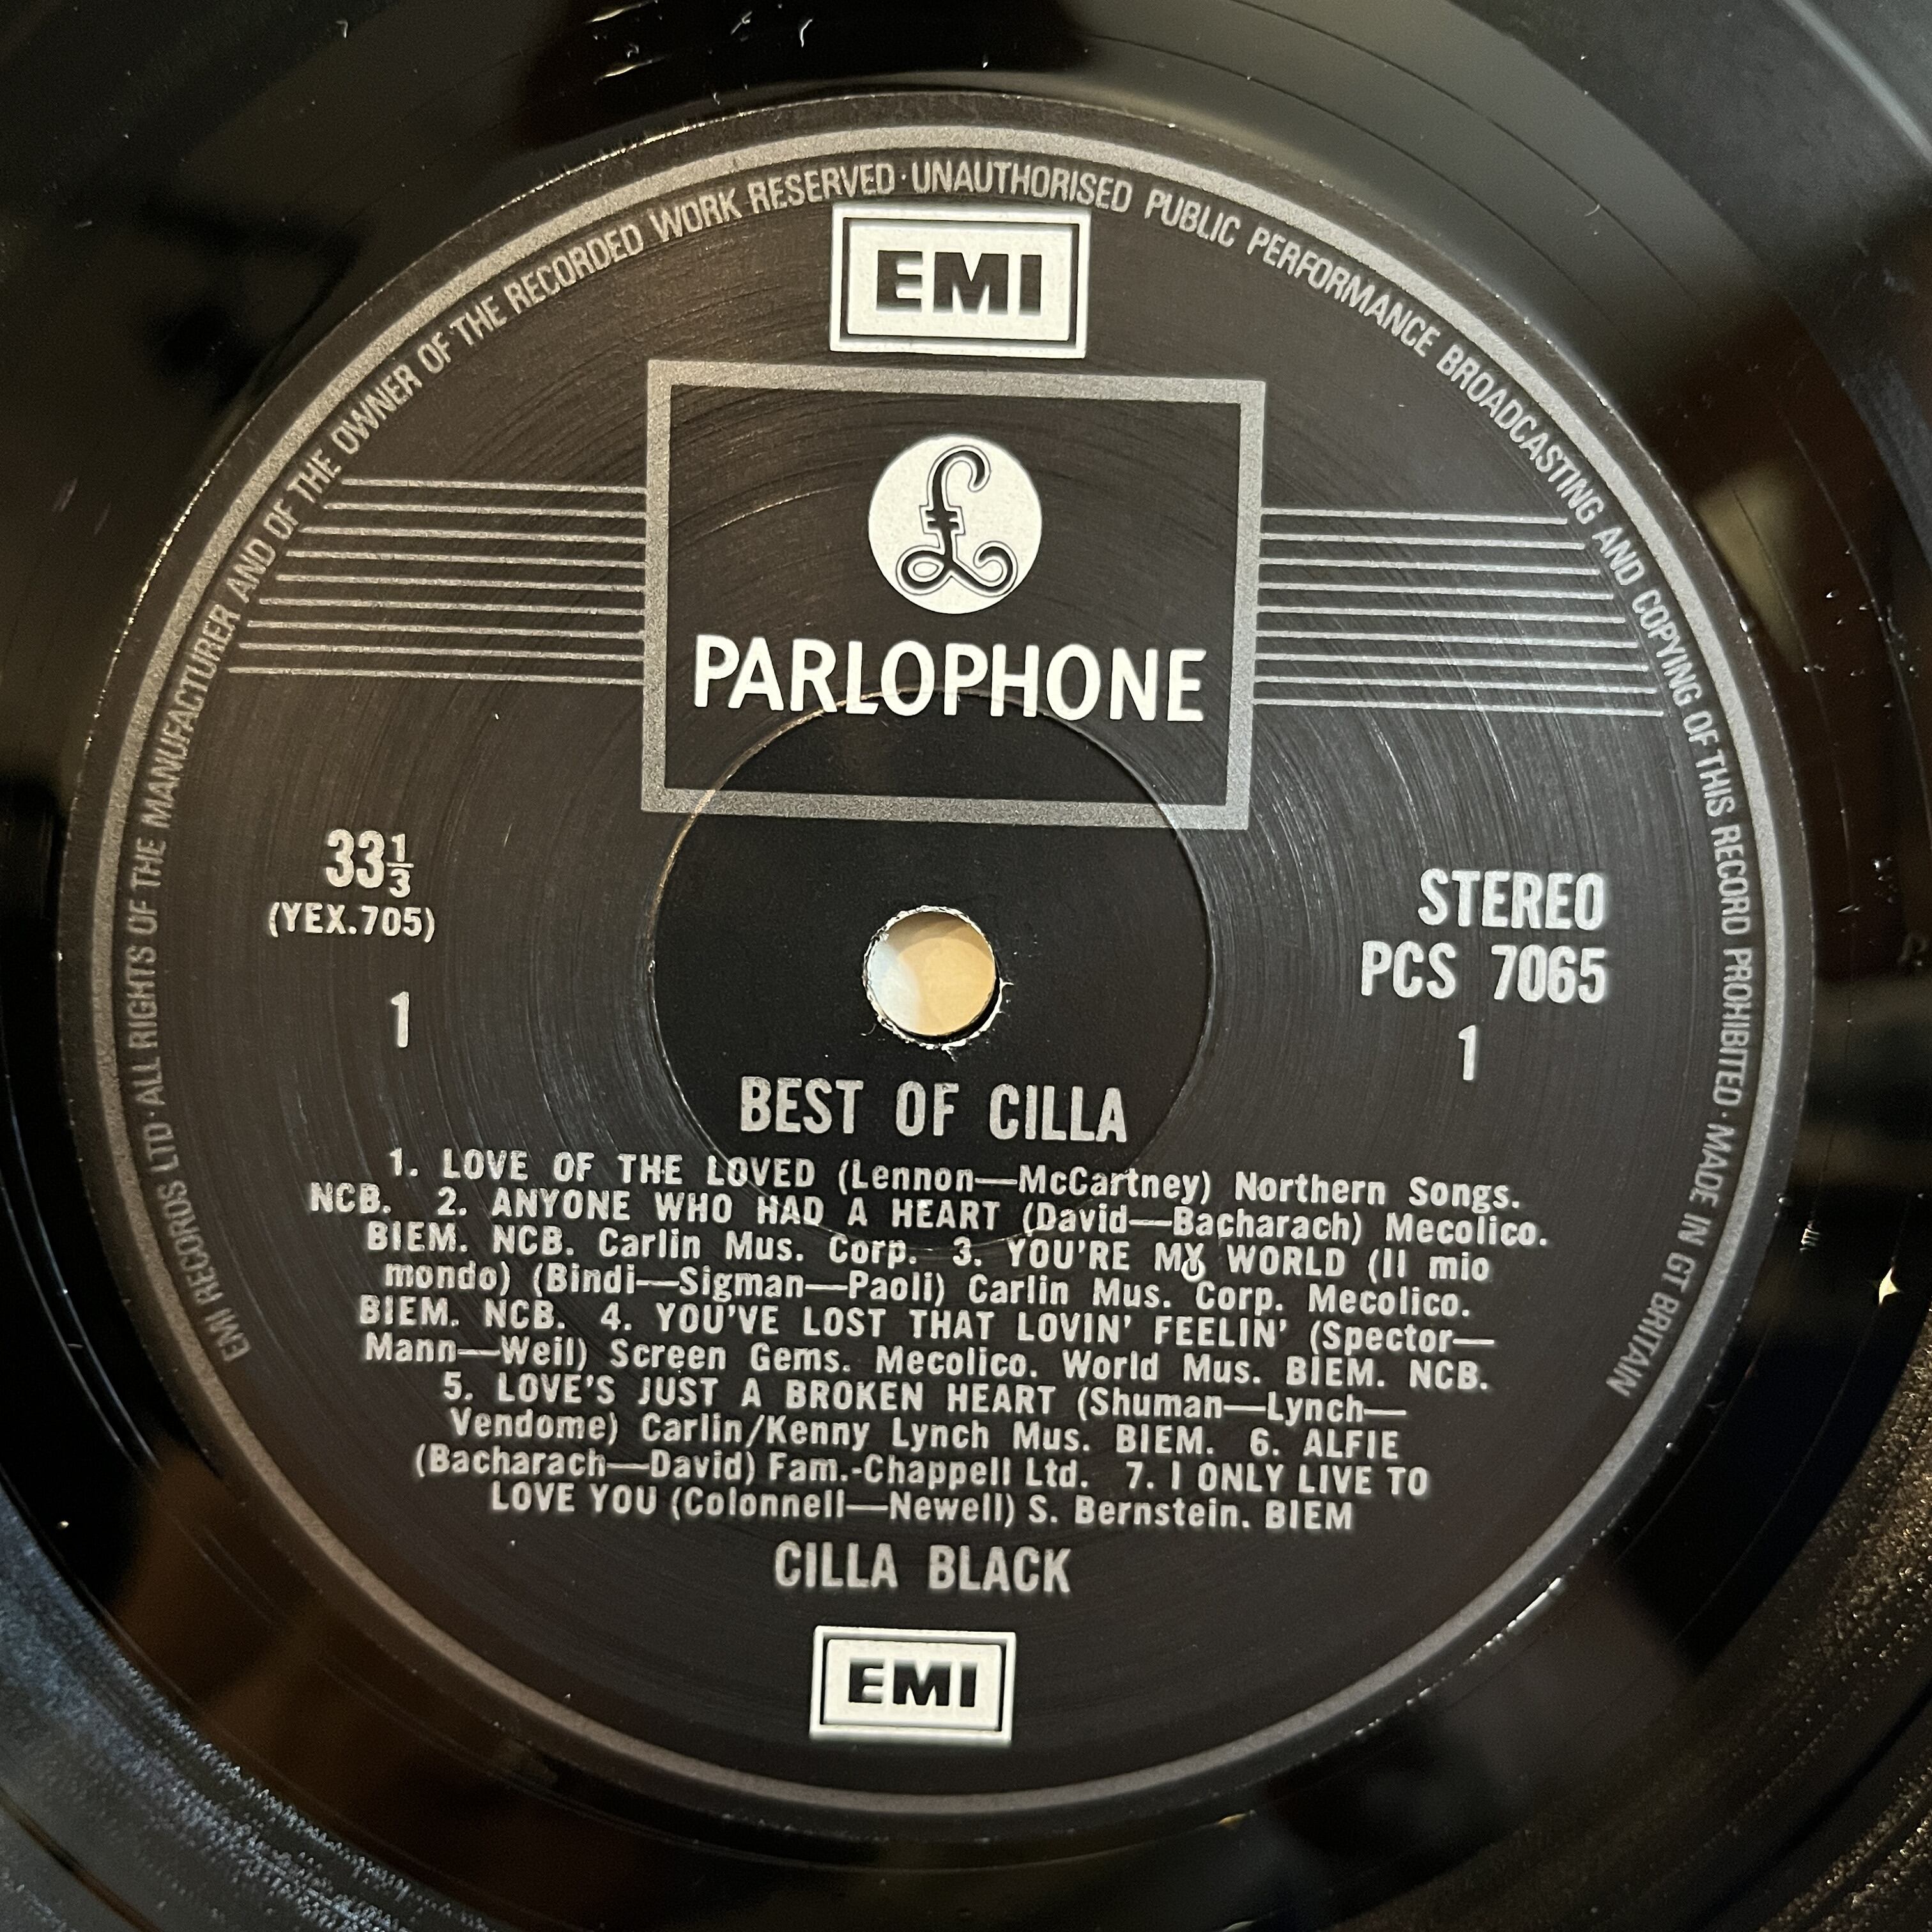 EMI RECORDS LTD · ALL RIGHTS OF THE MANUFACTURER AND OF THE OWNER OF THE RECORDED WORK RESERVED · UNAUTHORISED PUBLIC PERFORMANCE BROADCASTING AND COPYING OF THIS RECORD PROHIBITED · MADE IN GT BRITAIN
EMI
£
PARLOPHONE
33⅓
(YEX.705)
1
STEREO
PCS 7065
1
BEST OF CILLA
1. LOVE OF THE LOVED (Lennon—McCartney) Northern Songs.
NCB. 2. ANYONE WHO HAD A HEART (David—Bacharach) Mecolico.
BIEM. NCB. Carlin Mus. Corp. 3. YOU'RE MY WORLD (Il mio
mondo) (Bindi—Sigman—Paoli) Carlin Mus. Corp. Mecolico.
BIEM. NCB. 4. YOU'VE LOST THAT LOVIN' FEELIN' (Spector—
Mann—Weil) Screen Gems. Mecolico. World Mus. BIEM. NCB.
5. LOVE'S JUST A BROKEN HEART (Shuman—Lynch—
Vendome) Carlin/Kenny Lynch Mus. BIEM. 6. ALFIE
(Bacharach—David) Fam.-Chappell Ltd. 7. I ONLY LIVE TO
LOVE YOU (Colonnell—Newell) S. Bernstein. BIEM
CILLA BLACK
EMI